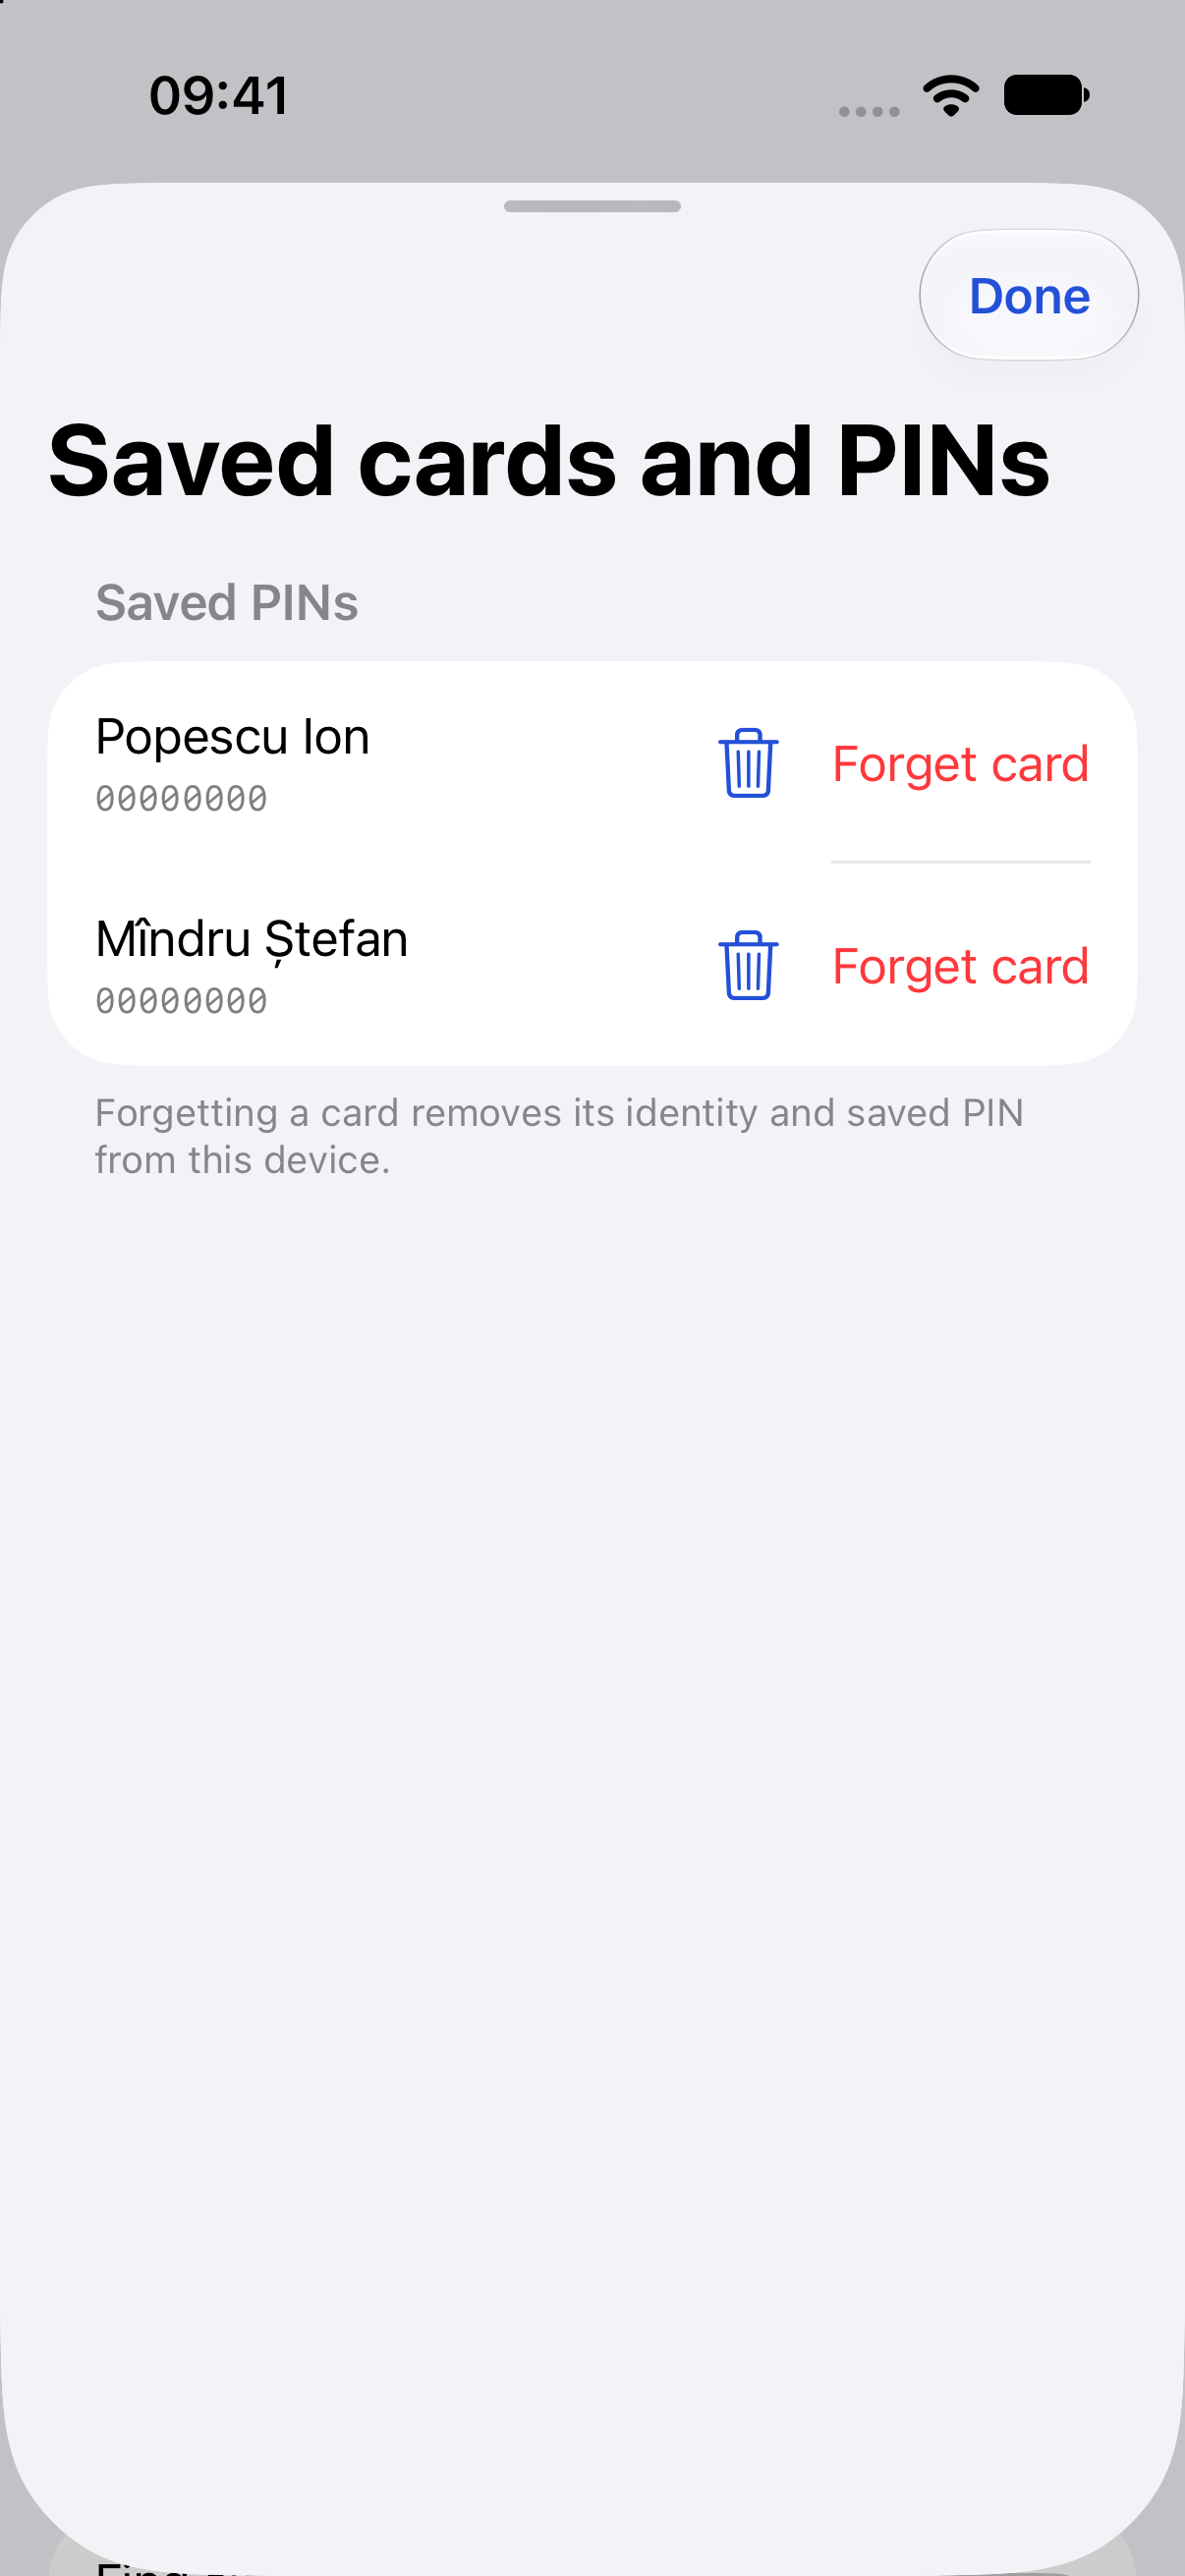 09:41
Done
Saved cards and PINs
Saved PINs
Popescu Ion
00000000
Forget card
Mîndru Ștefan
00000000
Forget card
Forgetting a card removes its identity and saved PIN
from this device.